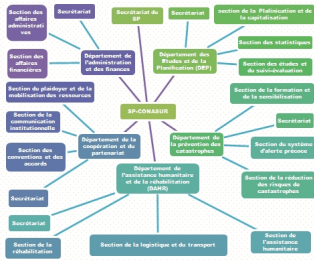 Section des
affaires
administrati
ves
Secrétariat
Secrétariat du
SP
Secrétariat
section de la Planification et de
la capitalisation
Section des
affaires
financières
Département de
l'administration
et des finances
Département des
Études et de la
Planification (DEP)
Section des statistiques
Section des études et
du suivi-évaluation
Section du plaidoyer et de la
mobilisation des ressources
Section de la formation et
de la sensibilisation
SP-CONASUR
Section de la
communication
institutionnelle
Secrétariat
Département de la
coopération et du
partenariat
Département de
la prévention des
catastrophes
Section des
conventions et des
accords
Section du système
d'alerte précoce
Département de
l'assistance humanitaire
et de la réhabilitation
(DAHR)
Section de la réduction
des risques de
catastrophes
Secrétariat
Secrétariat
Section de la
réhabilitation
Section de la logistique et du transport
Section de
l'assistance
humanitaire